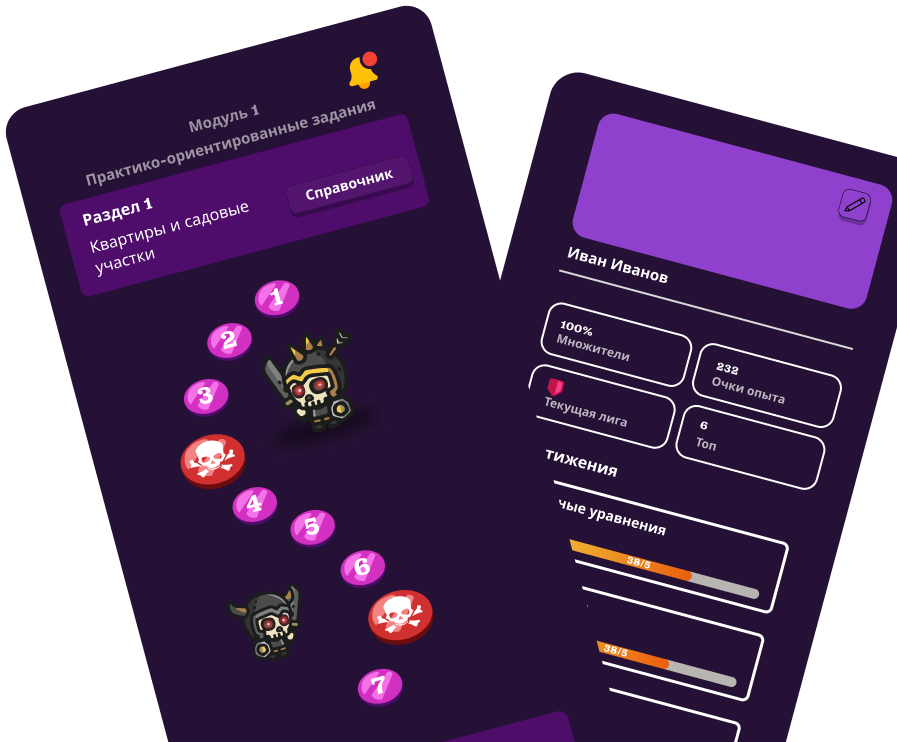 Модуль 1
Практико-ориентированные задания
Раздел 1
Квартиры и садовые
участки
Справочник
1
2
3
4
5
6
7
Иван Иванов
100%
Множители
232
Очки опыта
Текущая лига
6
Топ
тижения
ные уравнения
38/5
38/5